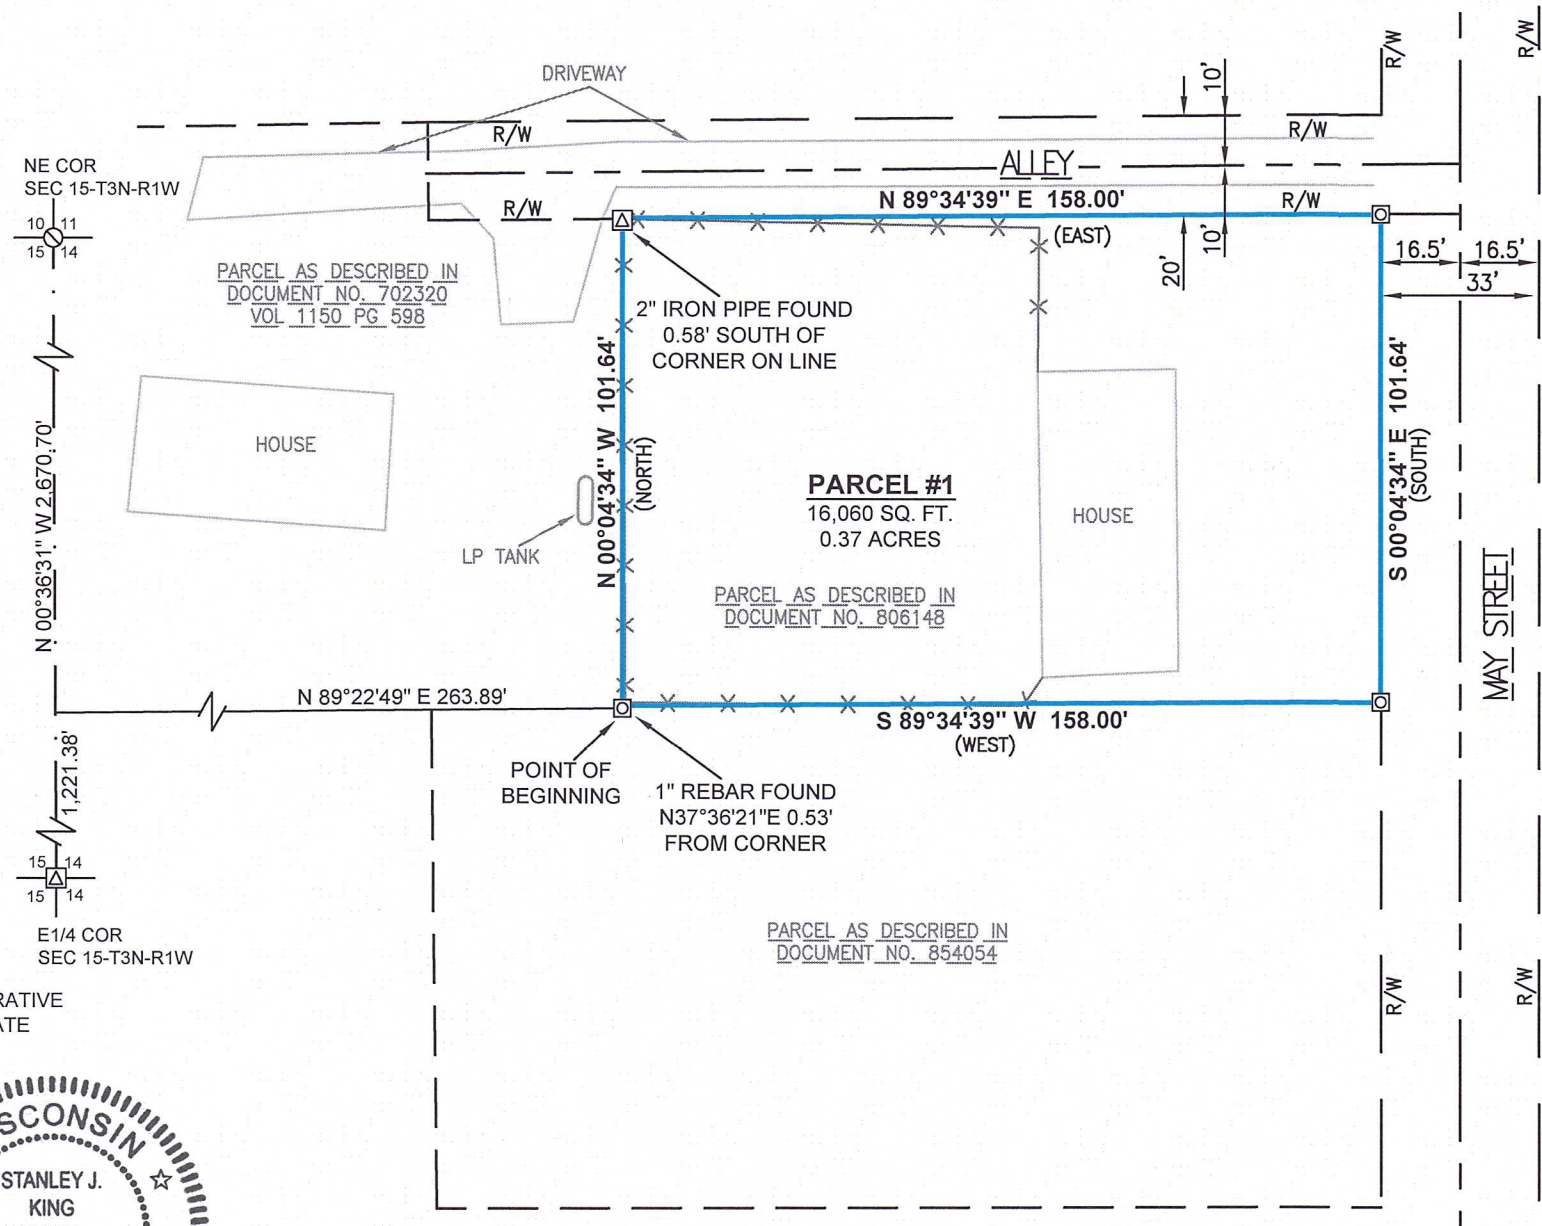 R/W
R/W
10'
DRIVEWAY
R/W
R/W
ALLEY
NE COR
SEC 15-T3N-R1W
10 11
15 14
R/W
N 89°34'39" E 158.00'
R/W
(EAST)
20'
10'
16.5'
16.5'
33'
PARCEL AS DESCRIBED IN
DOCUMENT NO. 702320
VOL 1150 PG 598
2" IRON PIPE FOUND
0.58' SOUTH OF
CORNER ON LINE
N 00°36'31" W 2,670.70'
HOUSE
N 00°04'34" W 101.64'
(NORTH)
LP TANK
PARCEL #1
16,060 SQ. FT.
0.37 ACRES
PARCEL AS DESCRIBED IN
DOCUMENT NO. 806148
HOUSE
S 00°04'34" E 101.64'
(SOUTH)
MAY STREET
N 89°22'49" E 263.89'
S 89°34'39" W 158.00'
(WEST)
1,221.38'
POINT OF
BEGINNING
1" REBAR FOUND
N37°36'21"E 0.53'
FROM CORNER
15 14
15 14
E1/4 COR
SEC 15-T3N-R1W
PARCEL AS DESCRIBED IN
DOCUMENT NO. 854054
R/W
R/W
RATIVE
ATE
SCONSIN
STANLEY J.
KING